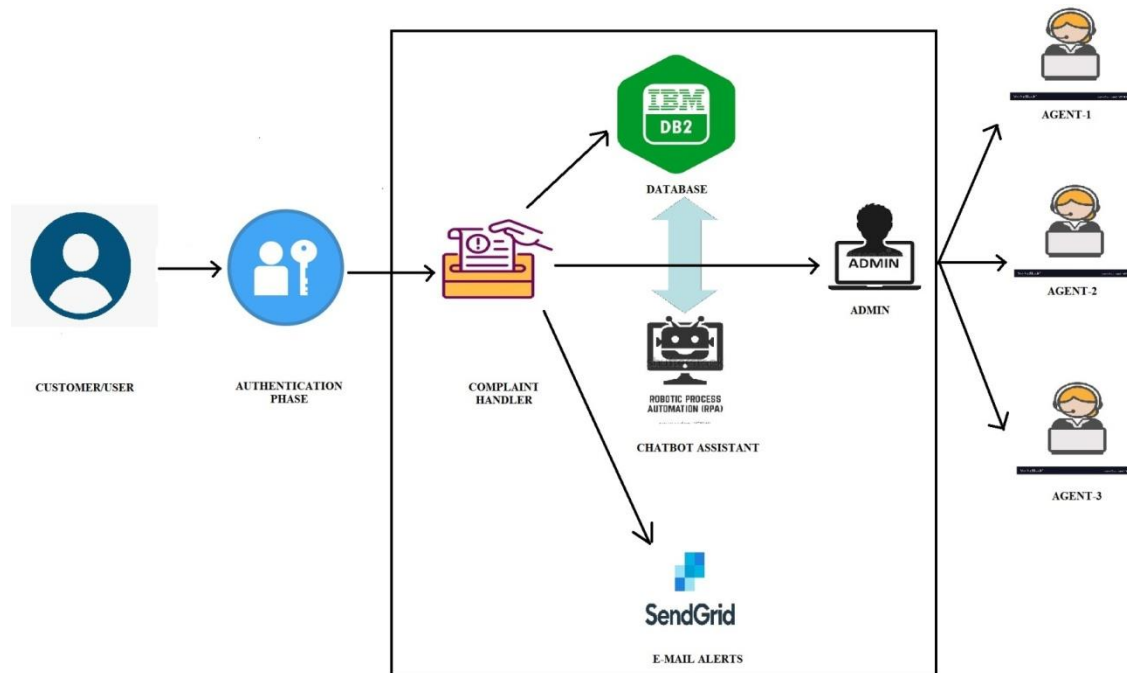 IBM
DB2
DATABASE
AGENT-1
ADMIN
ADMIN
AGENT-2
CUSTOMER/USER
AUTHENTICATION
PHASE
COMPLAINT
HANDLER
ROBOTIC PROCESS
AUTOMATION (RPA)
CHATBOT ASSISTANT
AGENT-3
SendGrid
E-MAIL ALERTS